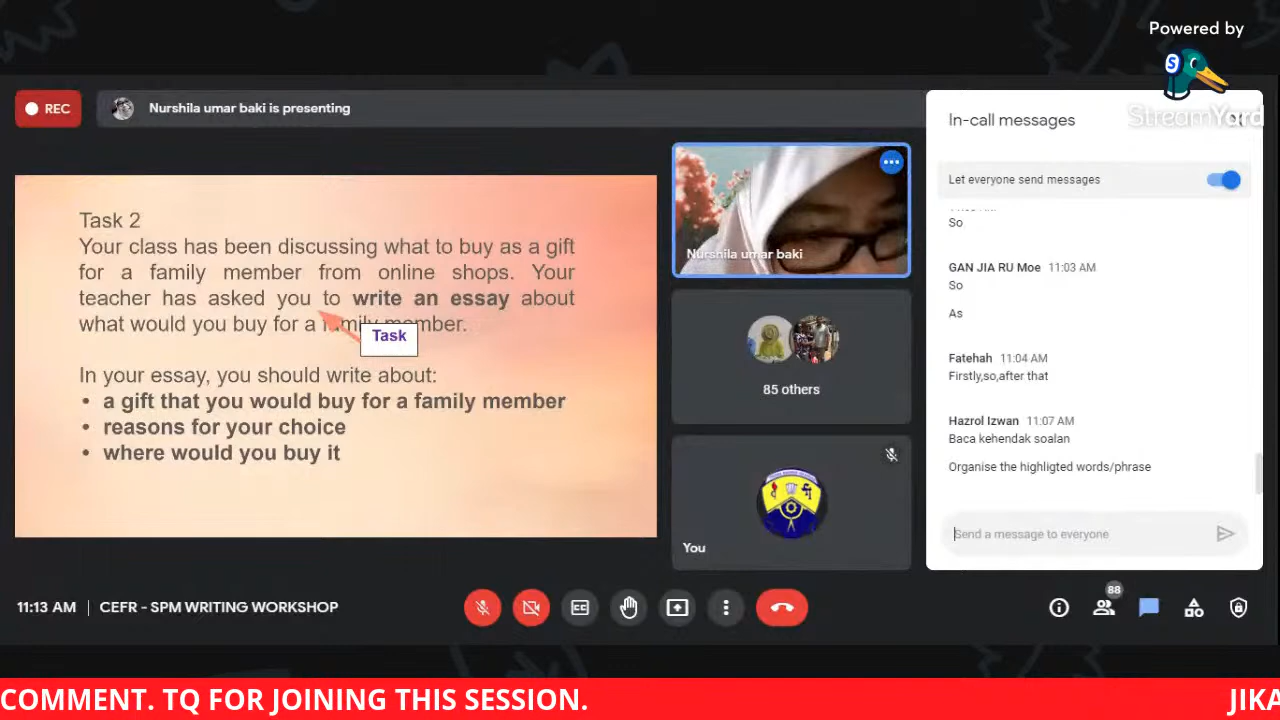 Powered by
StreamYard
REC
Nurshila umar baki is presenting
Task 2
Your class has been discussing what to buy as a gift
for a family member from online shops. Your
teacher has asked you to write an essay about
what would you buy for a family member.
Task
In your essay, you should write about:
• a gift that you would buy for a family member
• reasons for your choice
• where would you buy it
Nurshila umar baki
85 others
You
In-call messages
Let everyone send messages
So
GAN JIA RU Moe 11:03 AM
So
As
Fatehah 11:04 AM
Firstly,so,after that
Hazrol Izwan 11:07 AM
Baca kehendak soalan
Organise the highligted words/phrase
Send a message to everyone
11:13 AM | CEFR - SPM WRITING WORKSHOP
88
COMMENT. TQ FOR JOINING THIS SESSION.